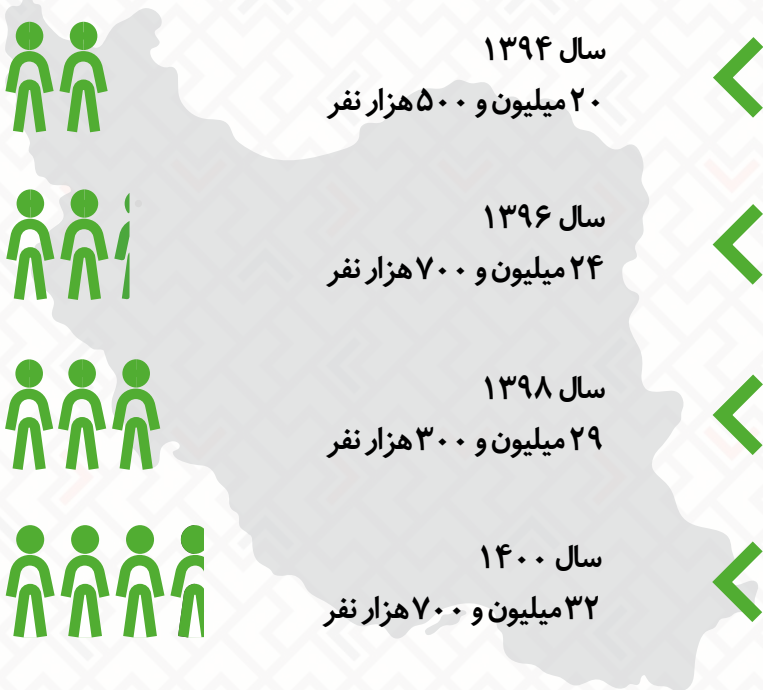 سال ۱۳۹۴
۲۰ میلیون و ۵۰۰ هزار نفر
سال ۱۳۹۶
۲۴ میلیون و ۷۰۰ هزار نفر
سال ۱۳۹۸
۲۹ میلیون و ۳۰۰ هزار نفر
سال ۱۴۰۰
۳۲ میلیون و ۷۰۰ هزار نفر